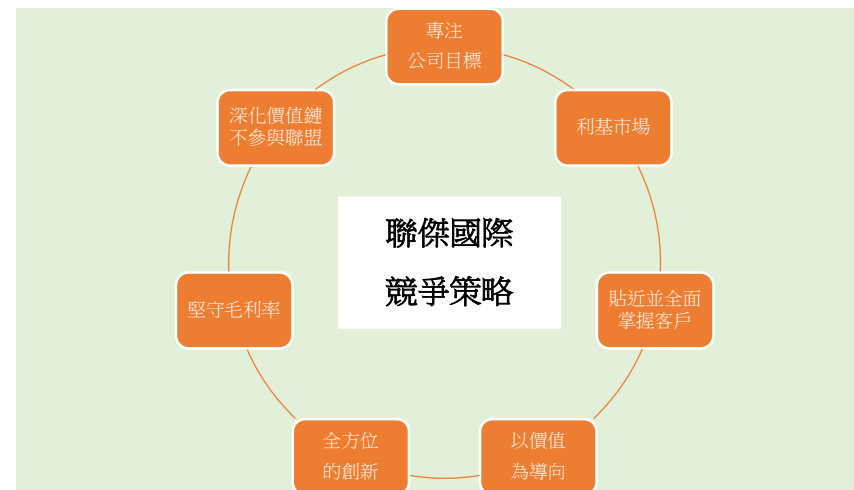 專注
公司目標
利基市場
貼近並全面
掌握客戶
以價值
為導向
全方位
的創新
堅守毛利率
深化價值鏈
不參與聯盟
聯傑國際
競爭策略